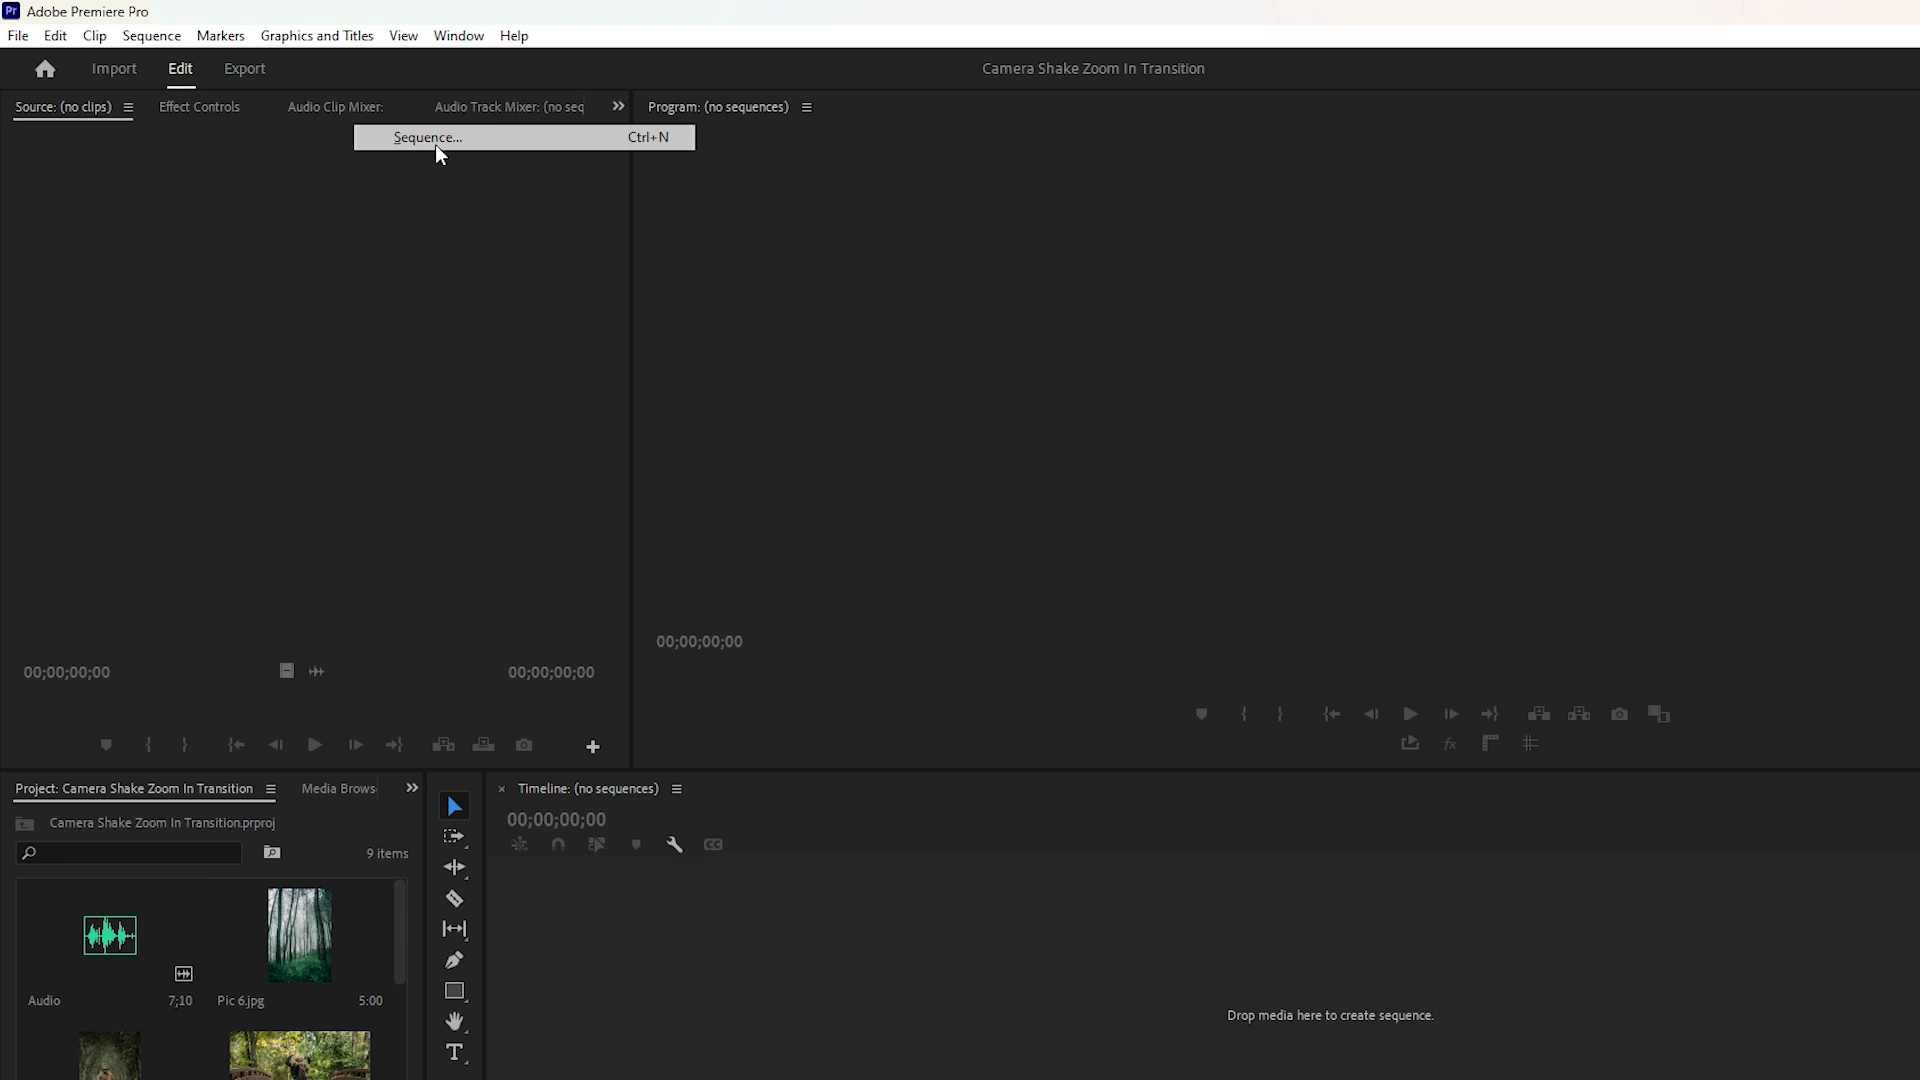 Pr Adobe Premiere Pro
File Edit Clip Sequence Markers Graphics and Titles View Window Help
Import Edit Export Camera Shake Zoom In Transition
Source: (no clips) Effect Controls Audio Clip Mixer: Audio Track Mixer: (no seq Program: (no sequences)
Sequence... Ctrl+N
00;00;00;00
00;00;00;00 00;00;00;00
fx
Project: Camera Shake Zoom In Transition Media Brows Timeline: (no sequences)
00;00;00;00
Camera Shake Zoom In Transition.prproj
CC
9 items
Audio 7;10 Pic 6.jpg 5:00
Drop media here to create sequence.
T